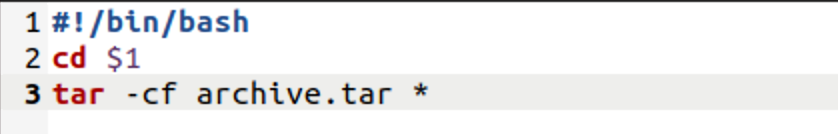 1 #!/bin/bash
2 cd $1
3 tar -cf archive.tar *